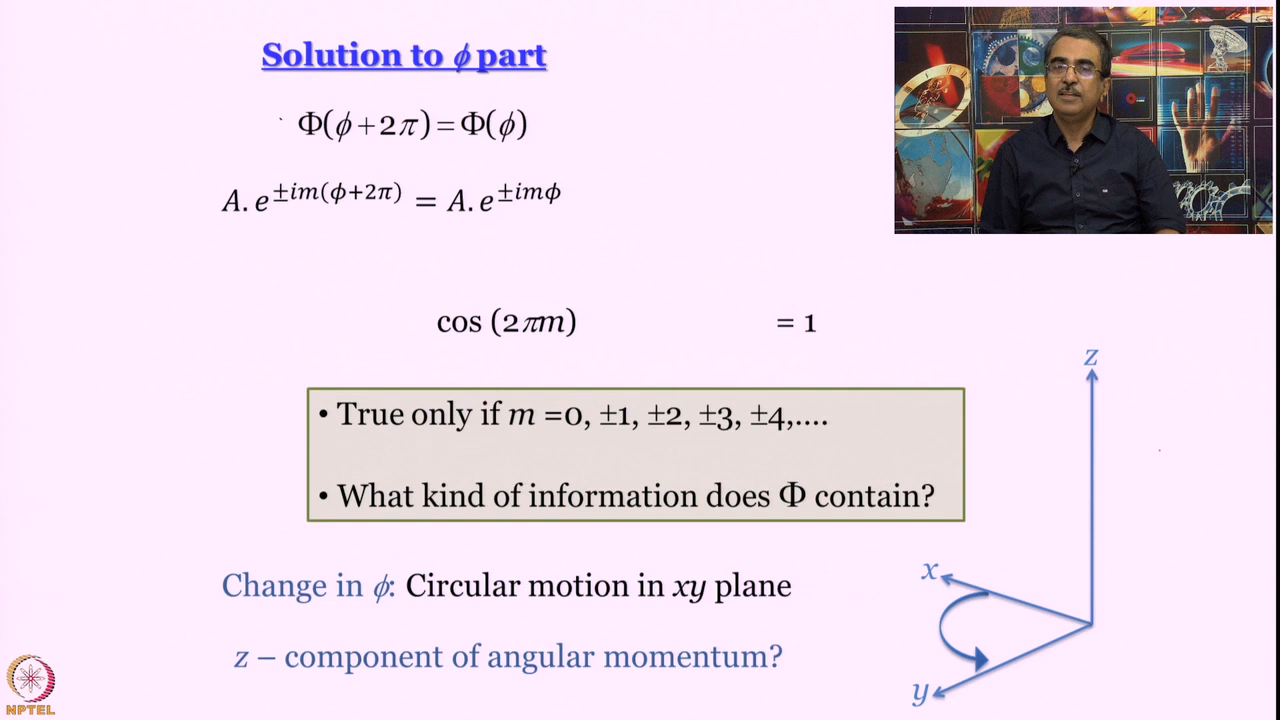 Solution to ϕ part
Φ(ϕ+2π)=Φ(ϕ)
A. e^{±im(ϕ+2π)} = A. e^{±imϕ}
cos (2πm) = 1
• True only if m =0, ±1, ±2, ±3, ±4,....
• What kind of information does Φ contain?
Change in ϕ: Circular motion in xy plane
z – component of angular momentum?
z
x
y
NPTEL